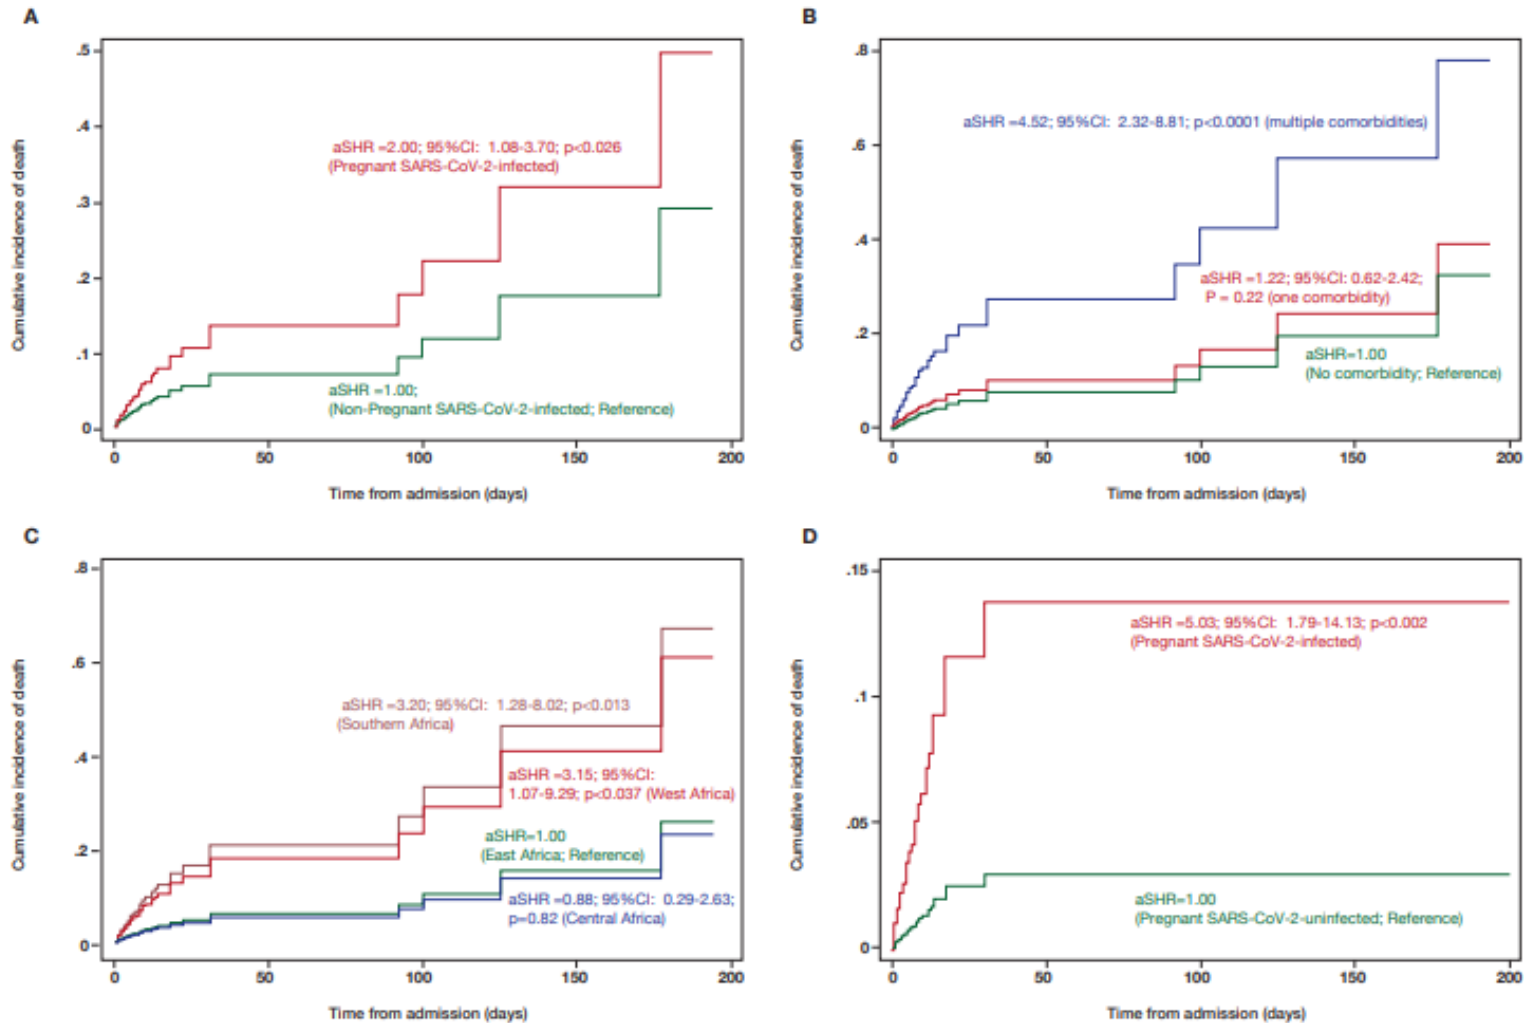 A
Cumulative incidence of death
.5
.4
.3
.2
.1
0
aSHR =2.00; 95%CI: 1.08-3.70; p<0.026
(Pregnant SARS-CoV-2-infected)
aSHR =1.00;
(Non-Pregnant SARS-CoV-2-infected; Reference)
0 50 100 150 200
Time from admission (days)
B
Cumulative incidence of death
.8
.6
.4
.2
0
aSHR =4.52; 95%CI: 2.32-8.81; p<0.0001 (multiple comorbidities)
aSHR =1.22; 95%CI: 0.62-2.42;
P = 0.22 (one comorbidity)
aSHR=1.00
(No comorbidity; Reference)
0 50 100 150 200
Time from admission (days)
C
Cumulative incidence of death
.8
.6
.4
.2
0
aSHR =3.20; 95%CI: 1.28-8.02; p<0.013
(Southern Africa)
aSHR =3.15; 95%CI:
1.07-9.29; p<0.037 (West Africa)
aSHR=1.00
(East Africa; Reference)
aSHR =0.88; 95%CI: 0.29-2.63;
p=0.82 (Central Africa)
0 50 100 150 200
Time from admission (days)
D
Cumulative incidence of death
.15
.1
.05
0
aSHR =5.03; 95%CI: 1.79-14.13; p<0.002
(Pregnant SARS-CoV-2-infected)
aSHR=1.00
(Pregnant SARS-CoV-2-uninfected; Reference)
0 50 100 150 200
Time from admission (days)